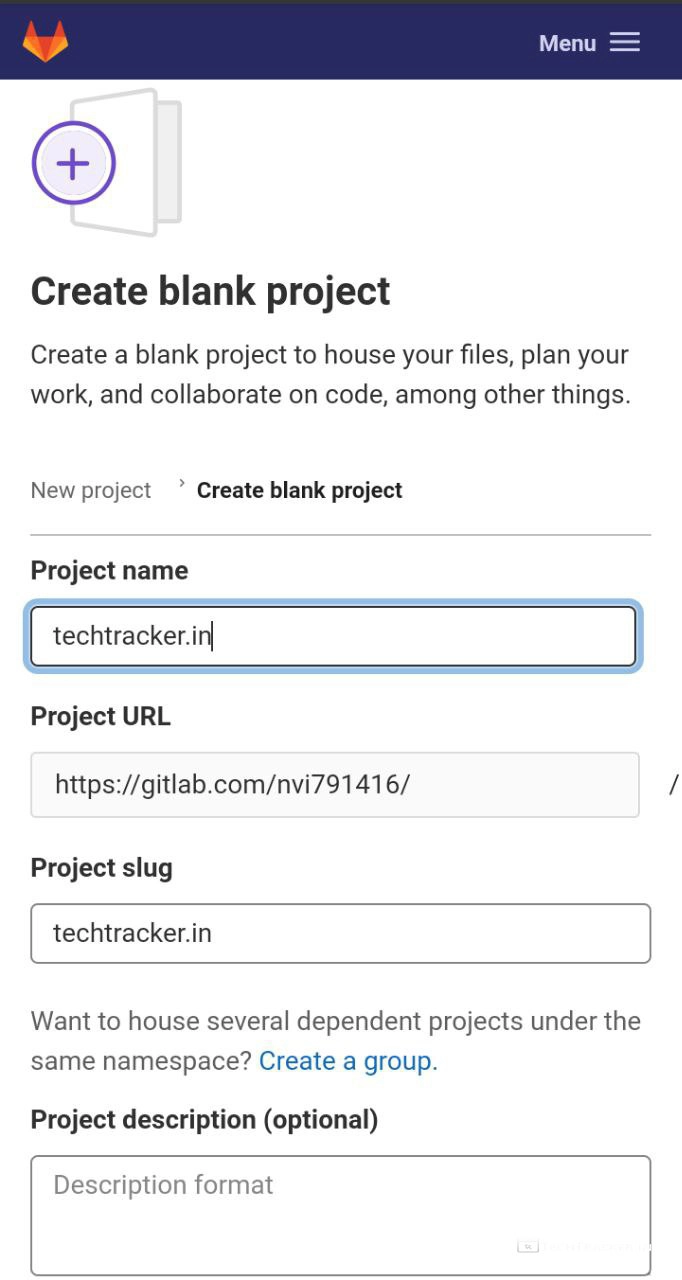 Menu
Create blank project
Create a blank project to house your files, plan your
work, and collaborate on code, among other things.
New project > Create blank project
Project name
techtracker.in
Project URL
https://gitlab.com/nvi791416/ /
Project slug
techtracker.in
Want to house several dependent projects under the
same namespace? Create a group.
Project description (optional)
Description format